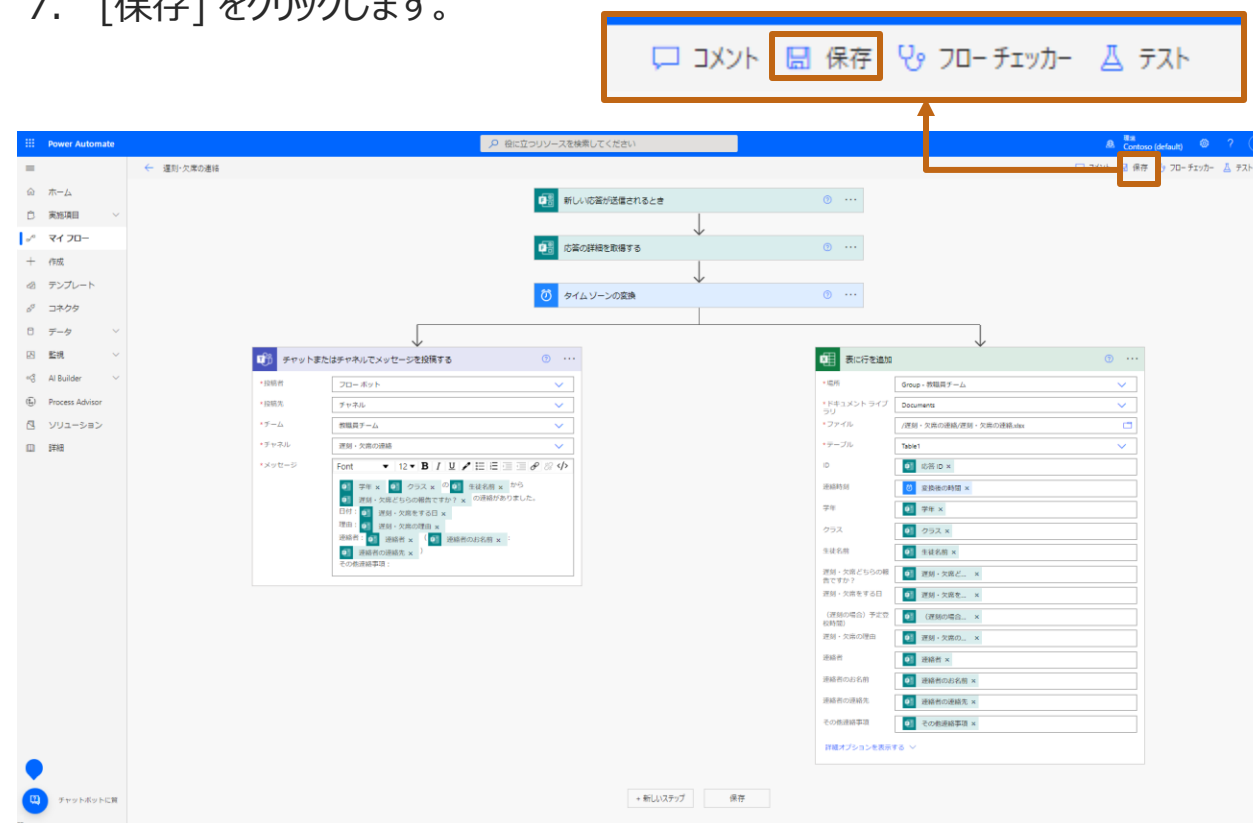 7. [保存] をクリックします。
コメント 保存 フロー チェッカー テスト
Power Automate
役に立つリソースを検索してください
環境
Contoso (default)
遅刻・欠席の連絡
保存 フロー チェッカー テスト
ホーム
実施項目
マイ フロー
作成
テンプレート
コネクタ
データ
監視
AI Builder
Process Advisor
ソリューション
詳細
チャットボットに質
新しい応答が送信されるとき
応答の詳細を取得する
タイム ゾーンの変換
チャットまたはチャネルでメッセージを投稿する
*投稿者 フロー ボット
*投稿先 チャネル
*チーム 教職員チーム
*チャネル 遅刻・欠席の連絡
*メッセージ Font 12 B I U </>
学年 × クラス × の 生徒名前 × から
遅刻・欠席どちらの報告ですか? × の連絡がありました。
日付: 遅刻・欠席をする日 ×
理由: 遅刻・欠席の理由 ×
連絡者: 連絡者 × ( 連絡者のお名前 × :
連絡者の連絡先 × )
その他連絡事項:
表に行を追加
*場所 Group - 教職員チーム
*ドキュメント ライブラリ Documents
*ファイル /遅刻・欠席の連絡/遅刻・欠席の連絡.xlsx
*テーブル Table1
ID 応答 ID ×
連絡時刻 変換後の時間 ×
学年 学年 ×
クラス クラス ×
生徒名前 生徒名前 ×
遅刻・欠席どちらの報告ですか? 遅刻・欠席ど... ×
遅刻・欠席をする日 遅刻・欠席を... ×
(遅刻の場合) 予定登校時間) (遅刻の場合... ×
遅刻・欠席の理由 遅刻・欠席の... ×
連絡者 連絡者 ×
連絡者のお名前 連絡者のお名前 ×
連絡者の連絡先 連絡者の連絡先 ×
その他連絡事項 その他連絡事項 ×
詳細オプションを表示する
+ 新しいステップ 保存